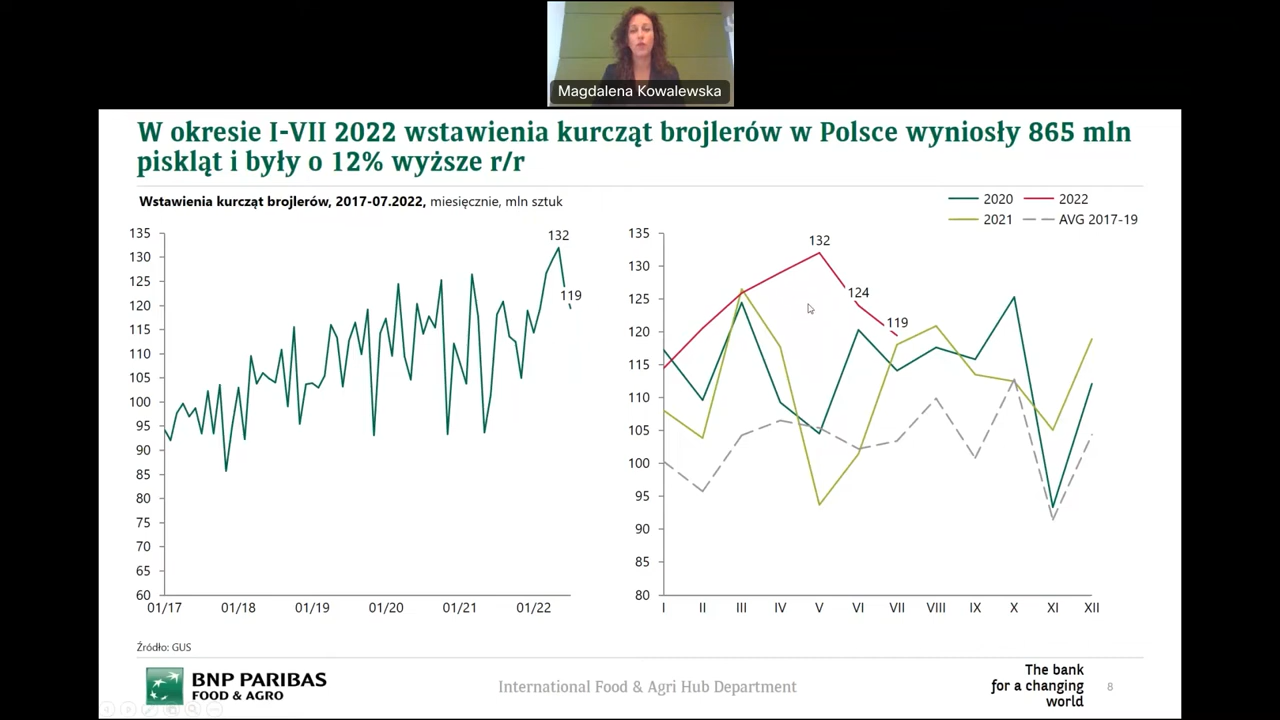 Magdalena Kowalewska
W okresie I-VII 2022 wstawienia kurcząt brojlerów w Polsce wyniosły 865 mln
piskląt i były o 12% wyższe r/r
Wstawienia kurcząt brojlerów, 2017-07.2022, miesięcznie, mln sztuk
135
130
125
120
115
110
105
100
95
90
85
80
75
70
65
60
132
119
01/17 01/18 01/19 01/20 01/21 01/22
2020 2022
2021 AVG 2017-19
135
130
125
120
115
110
105
100
95
90
85
80
132
124
119
I II III IV V VI VII VIII IX X XI XII
Źródło: GUS
BNP PARIBAS
FOOD & AGRO
International Food & Agri Hub Department
The bank
for a changing
world
8